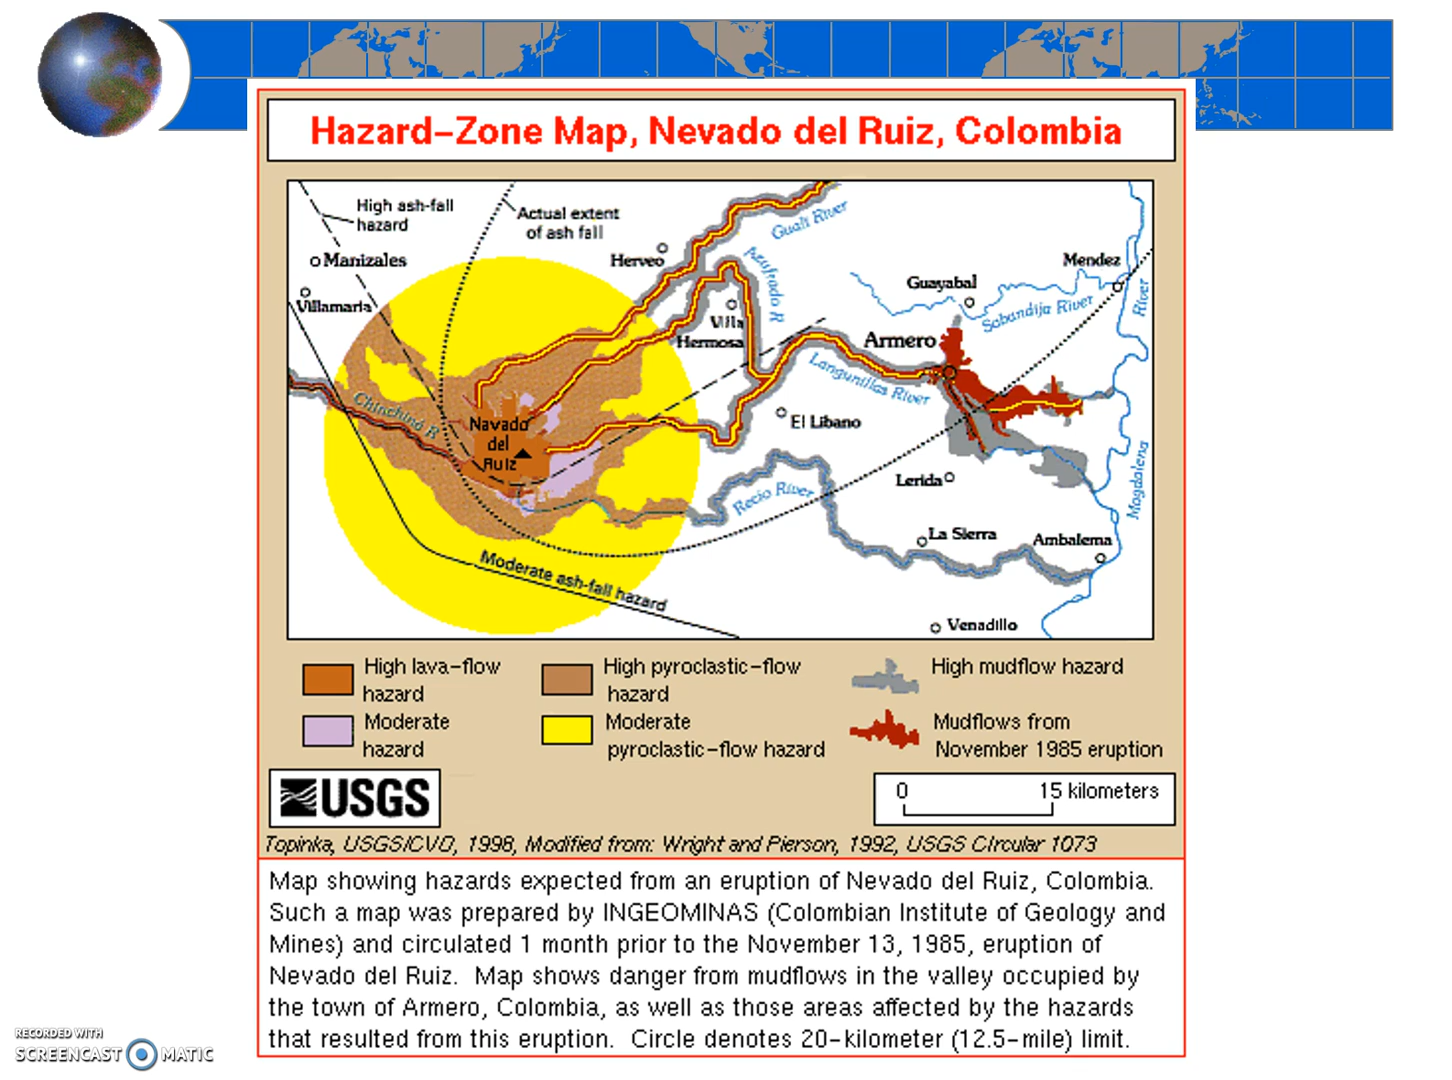 Hazard-Zone Map, Nevado del Ruiz, Colombia
High ash-fall
hazard
Actual extent
of ash fall
Guali River
Manizales
Herveo
Azufrado R
Mendez
Guayabal
River
Villamaria
Sabandija River
Villa
Hermosa
Armero
Langunillas River
Chinchina R
Navado
del
Ruiz
El Libano
Recio River
Lerida
Magdalena
La Sierra
Ambalema
Moderate ash-fall hazard
Venadillo
High lava-flow
hazard
High pyroclastic-flow
hazard
High mudflow hazard
Moderate
hazard
Moderate
pyroclastic-flow hazard
Mudflows from
November 1985 eruption
USGS
0 15 kilometers
Topinka, USGS/CVO, 1998, Modified from: Wright and Pierson, 1992, USGS CIrcular 1073
Map showing hazards expected from an eruption of Nevado del Ruiz, Colombia.
Such a map was prepared by INGEOMINAS (Colombian Institute of Geology and
Mines) and circulated 1 month prior to the November 13, 1985, eruption of
Nevado del Ruiz. Map shows danger from mudflows in the valley occupied by
the town of Armero, Colombia, as well as those areas affected by the hazards
that resulted from this eruption. Circle denotes 20-kilometer (12.5-mile) limit.
RECORDED WITH
SCREENCAST MATIC